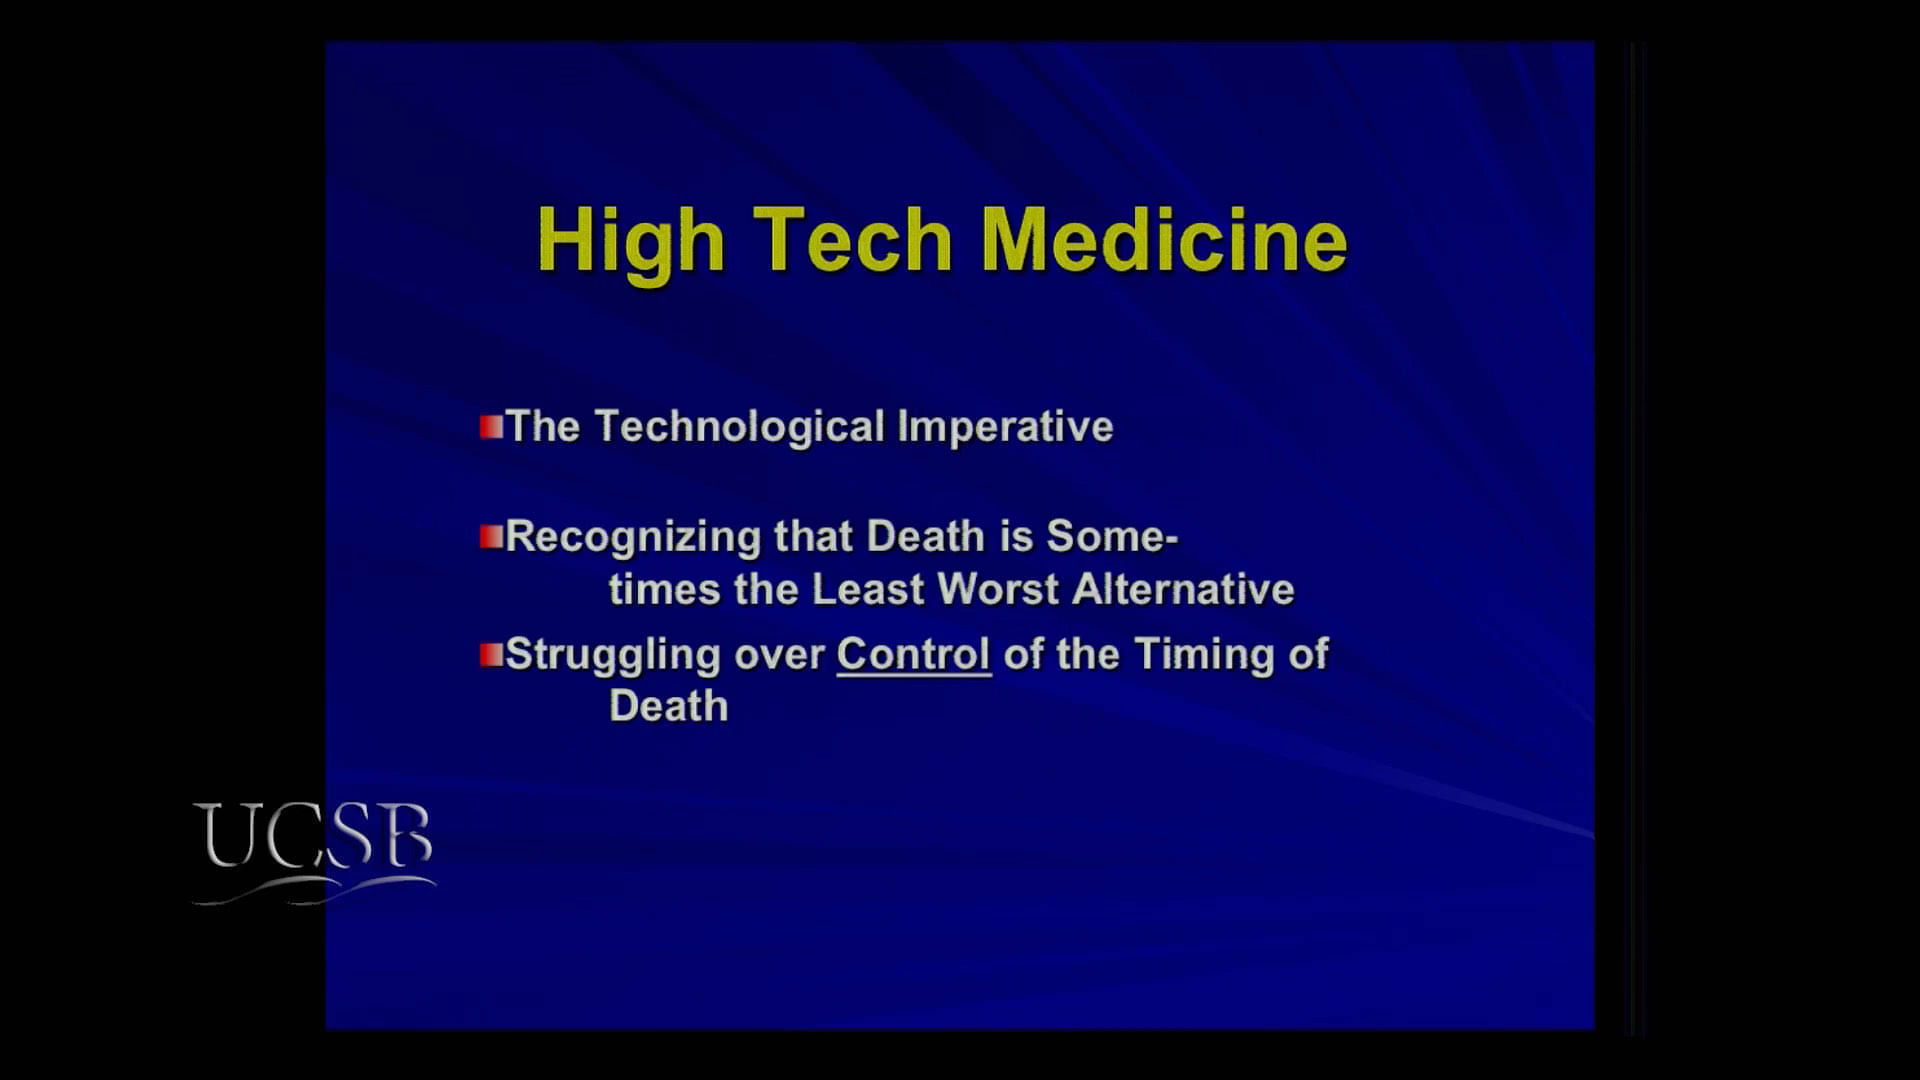 High Tech Medicine
The Technological Imperative
Recognizing that Death is Some-
times the Least Worst Alternative
Struggling over Control of the Timing of
Death
UCSB